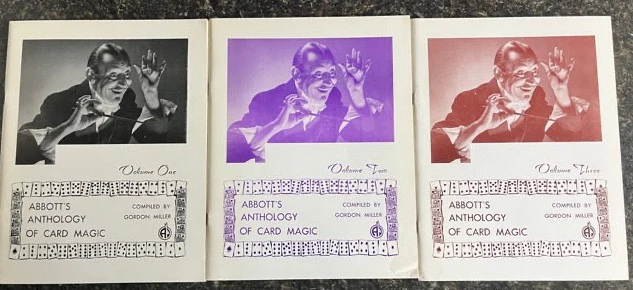 Volume One
ABBOTT'S
ANTHOLOGY
OF CARD MAGIC
COMPILED BY
GORDON MILLER
Volume Two
ABBOTT'S
ANTHOLOGY
OF CARD MAGIC
COMPILED BY
GORDON MILLER
Volume Three
ABBOTT'S
ANTHOLOGY
OF CARD MAGIC
COMPILED BY
GORDON MILLER